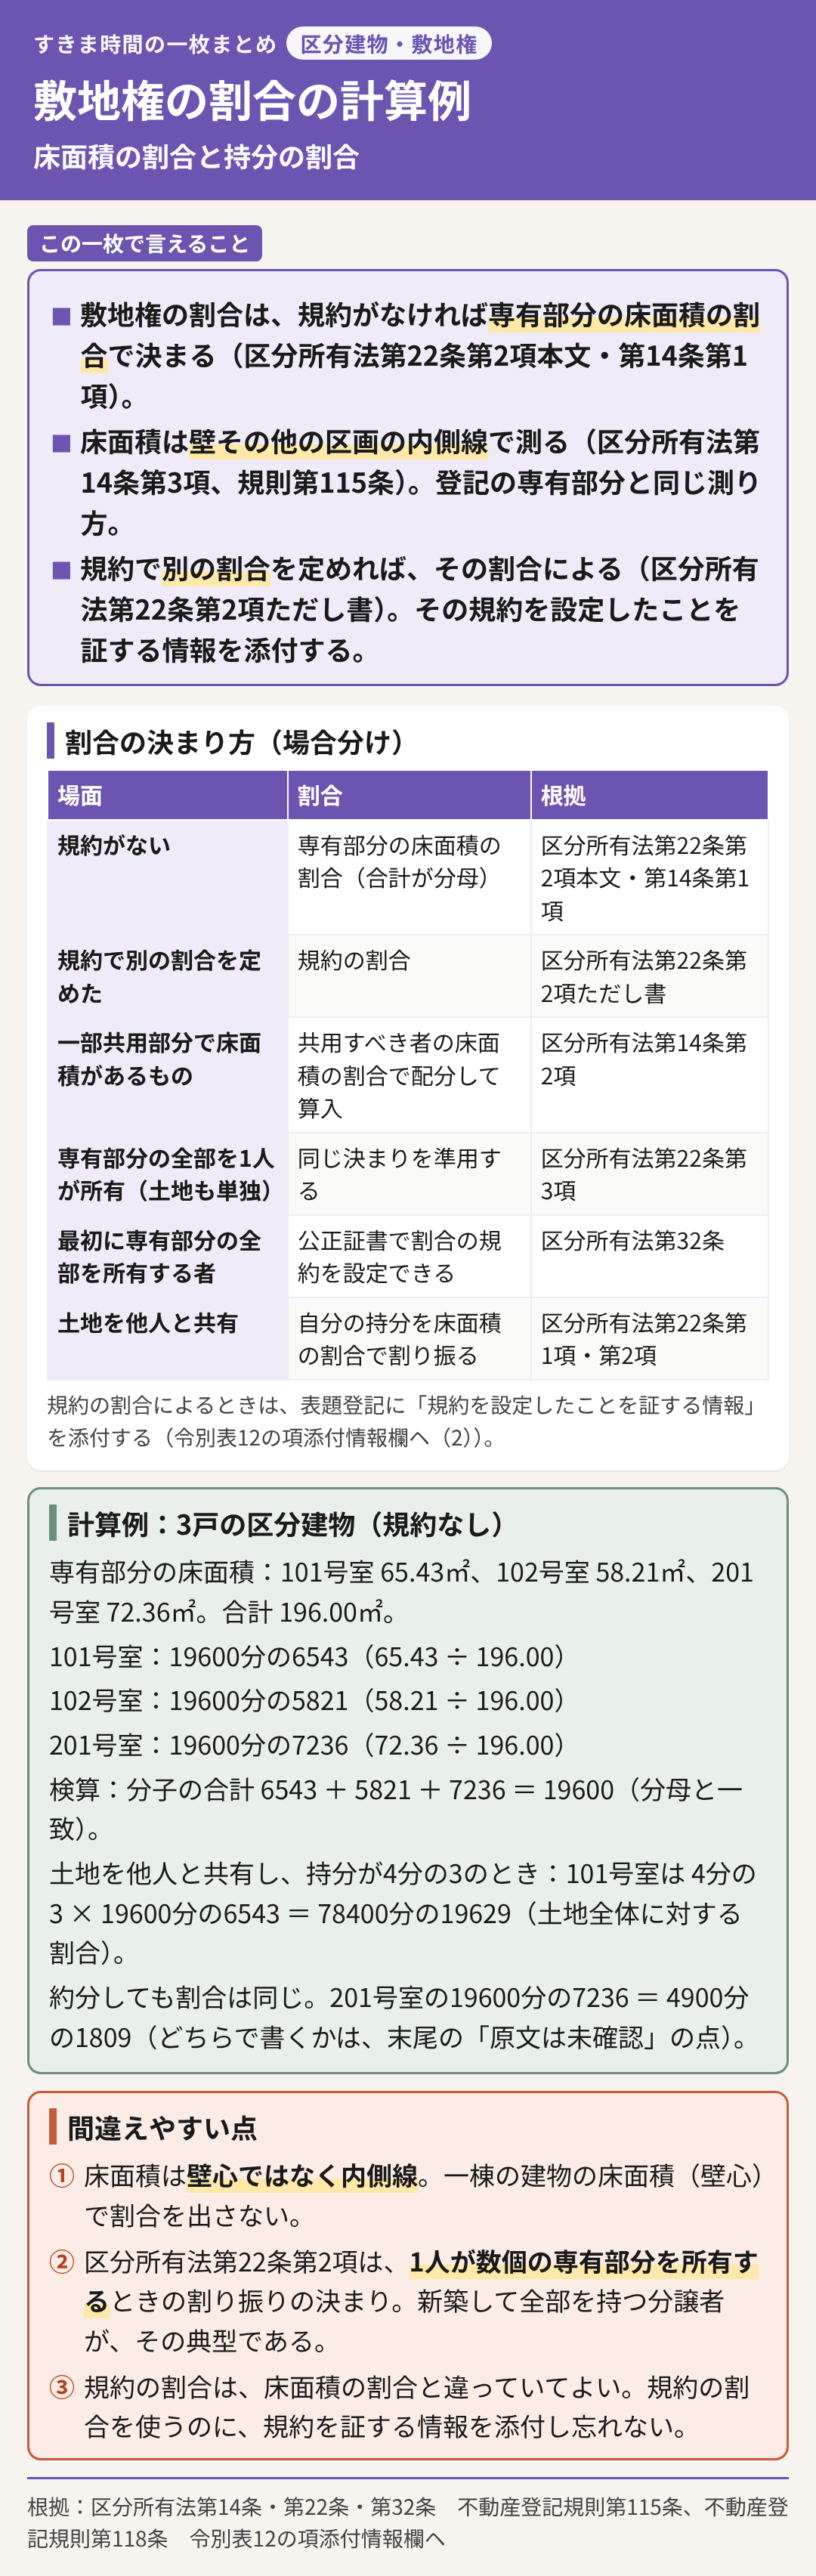 すきま時間の一枚まとめ 区分建物・敷地権
敷地権の割合の計算例
床面積の割合と持分の割合
この一枚で言えること
■ 敷地権の割合は、規約がなければ専有部分の床面積の割
合で決まる（区分所有法第22条第2項本文・第14条第1
項）。
■ 床面積は壁その他の区画の内側線で測る（区分所有法第
14条第3項、規則第115条）。登記の専有部分と同じ測り
方。
■ 規約で別の割合を定めれば、その割合による（区分所有
法第22条第2項ただし書）。その規約を設定したことを
証する情報を添付する。
割合の決まり方（場合分け）
場面 割合 根拠
規約がない 専有部分の床面積の 区分所有法第22条第
割合（合計が分母） 2項本文・第14条第1
項
規約で別の割合を定 規約の割合 区分所有法第22条第
めた 2項ただし書
一部共用部分で床面 共用すべき者の床面 区分所有法第14条第
積があるもの 積の割合で配分して 2項
算入
専有部分の全部を1人 同じ決まりを準用す 区分所有法第22条第
が所有（土地も単独） る 3項
最初に専有部分の全 公正証書で割合の規 区分所有法第32条
部を所有する者 約を設定できる
土地を他人と共有 自分の持分を床面積 区分所有法第22条第
の割合で割り振る 1項・第2項
規約の割合によるときは、表題登記に「規約を設定したことを証する情報」
を添付する（令別表12の項添付情報欄ヘ（2））。
計算例：3戸の区分建物（規約なし）
専有部分の床面積：101号室 65.43㎡、102号室 58.21㎡、201
号室 72.36㎡。合計 196.00㎡。
101号室：19600分の6543（65.43 ÷ 196.00）
102号室：19600分の5821（58.21 ÷ 196.00）
201号室：19600分の7236（72.36 ÷ 196.00）
検算：分子の合計 6543 ＋ 5821 ＋ 7236 ＝ 19600（分母と一
致）。
土地を他人と共有し、持分が4分の3のとき：101号室は 4分の
3 × 19600分の6543 ＝ 78400分の19629（土地全体に対する
割合）。
約分しても割合は同じ。201号室の19600分の7236 ＝ 4900分
の1809（どちらで書くかは、末尾の「原文は未確認」の点）。
間違えやすい点
① 床面積は壁心ではなく内側線。一棟の建物の床面積（壁心）
で割合を出さない。
② 区分所有法第22条第2項は、1人が数個の専有部分を所有す
るときの割り振りの決まり。新築して全部を持つ分譲者
が、その典型である。
③ 規約の割合は、床面積の割合と違っていてよい。規約の割
合を使うのに、規約を証する情報を添付し忘れない。
根拠：区分所有法第14条・第22条・第32条　不動産登記規則第115条、不動産登
記規則第118条　令別表12の項添付情報欄ヘ